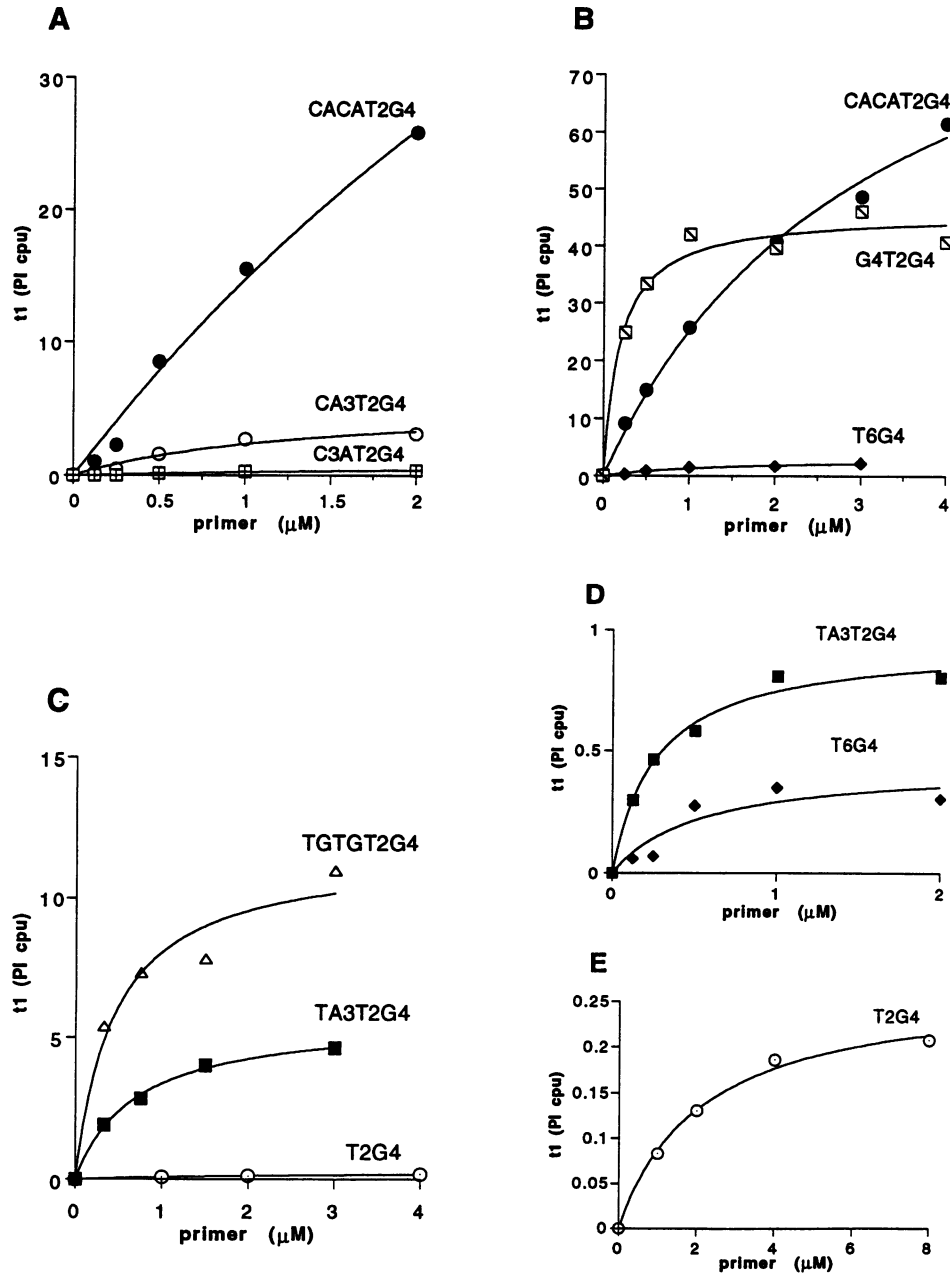 A
30
20
10
0
t1 (PI cpu)
CACAT2G4
CA3T2G4
C3AT2G4
0 0.5 1 1.5 2
primer (μM)
B
70
60
50
40
30
20
10
0
t1 (PI cpu)
CACAT2G4
G4T2G4
T6G4
0 1 2 3 4
primer (μM)
C
15
10
5
0
t1 (PI cpu)
TGTGT2G4
TA3T2G4
T2G4
0 1 2 3 4
primer (μM)
D
1
0.5
0
t1 (PI cpu)
TA3T2G4
T6G4
0 1 2
primer (μM)
E
0.25
0.2
0.15
0.1
0.05
0
t1 (PI cpu)
T2G4
0 2 4 6 8
primer (μM)